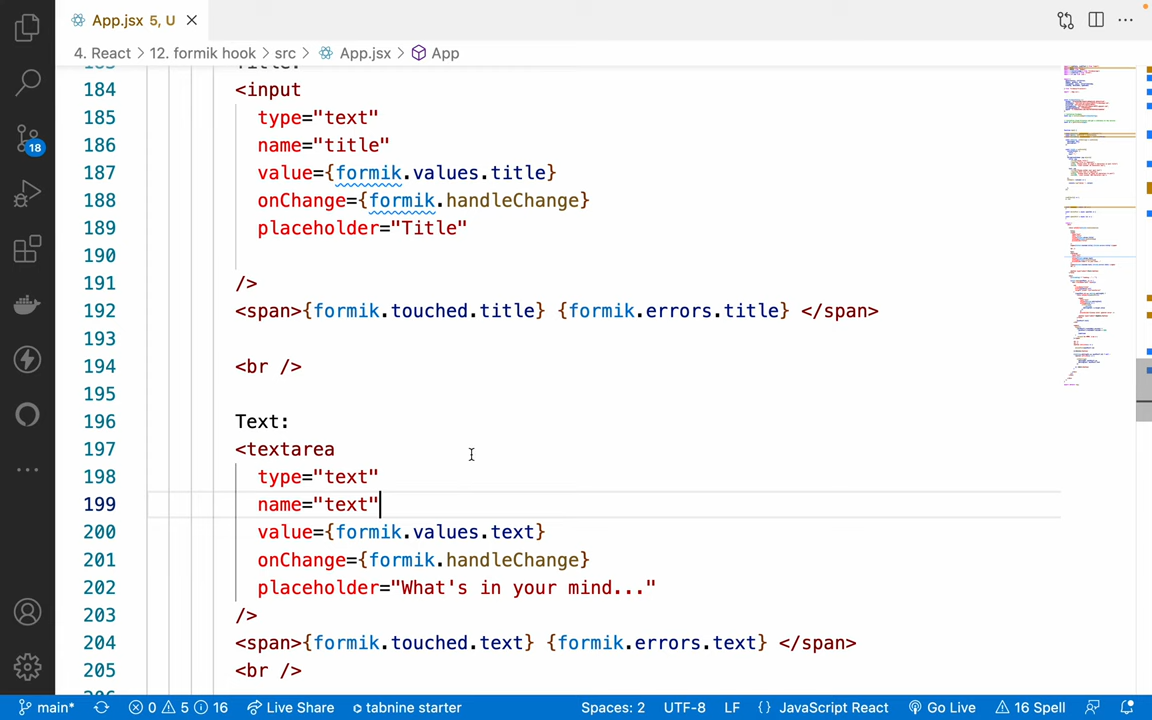 App.jsx 5, U
4. React > 12. formik hook > src > App.jsx > App
184 <input
185 type="text"
186 name="title"
187 value={formik.values.title}
188 onChange={formik.handleChange}
189 placeholder="Title"
190
191 />
192 <span>{formik.touched.title} {formik.errors.title} </span>
193
194 <br />
195
196 Text:
197 <textarea
198 type="text"
199 name="text"
200 value={formik.values.text}
201 onChange={formik.handleChange}
202 placeholder="What's in your mind..."
203 />
204 <span>{formik.touched.text} {formik.errors.text} </span>
205 <br />
18
main* 0 5 16 Live Share tabnine starter Spaces: 2 UTF-8 LF {} JavaScript React Go Live 16 Spell